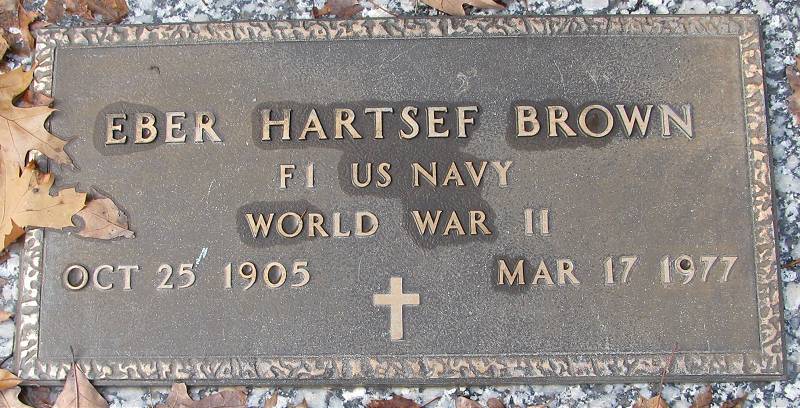 EBER HARTSEF BROWN
F1 US NAVY
WORLD WAR II
OCT 25 1905 MAR 17 1977